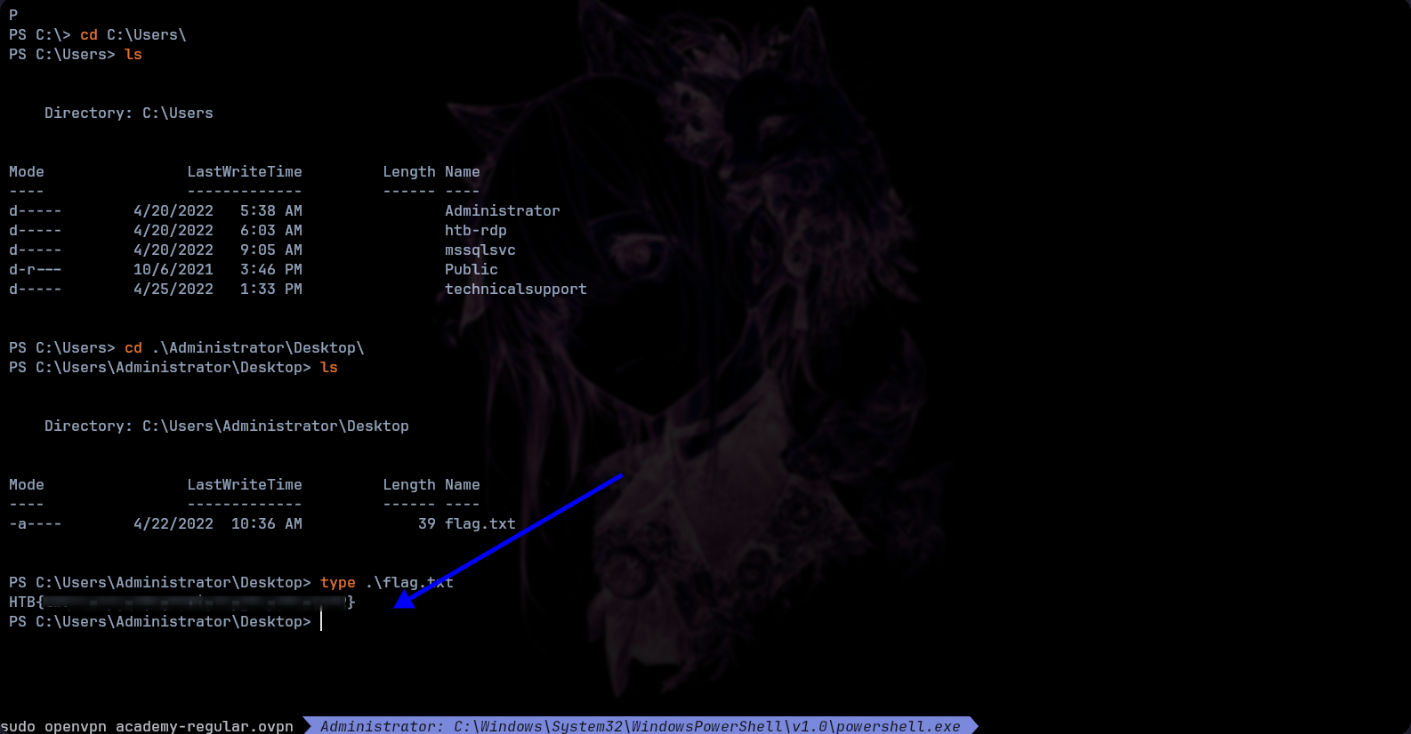 P
PS C:\> cd C:\Users\
PS C:\Users> ls
Directory: C:\Users
Mode                LastWriteTime         Length Name
----                -------------         ------ ----
d-----        4/20/2022   5:38 AM                Administrator
d-----        4/20/2022   6:03 AM                htb-rdp
d-----        4/20/2022   9:05 AM                mssqlsvc
d-r---        10/6/2021   3:46 PM                Public
d-----        4/25/2022   1:33 PM                technicalsupport
PS C:\Users> cd .\Administrator\Desktop\
PS C:\Users\Administrator\Desktop> ls
Directory: C:\Users\Administrator\Desktop
Mode                LastWriteTime         Length Name
----                -------------         ------ ----
-a----        4/22/2022  10:36 AM             39 flag.txt
PS C:\Users\Administrator\Desktop> type .\flag.txt
HTB{ }
PS C:\Users\Administrator\Desktop>
sudo openvpn academy-regular.ovpn Administrator: C:\Windows\System32\WindowsPowerShell\v1.0\powershell.exe